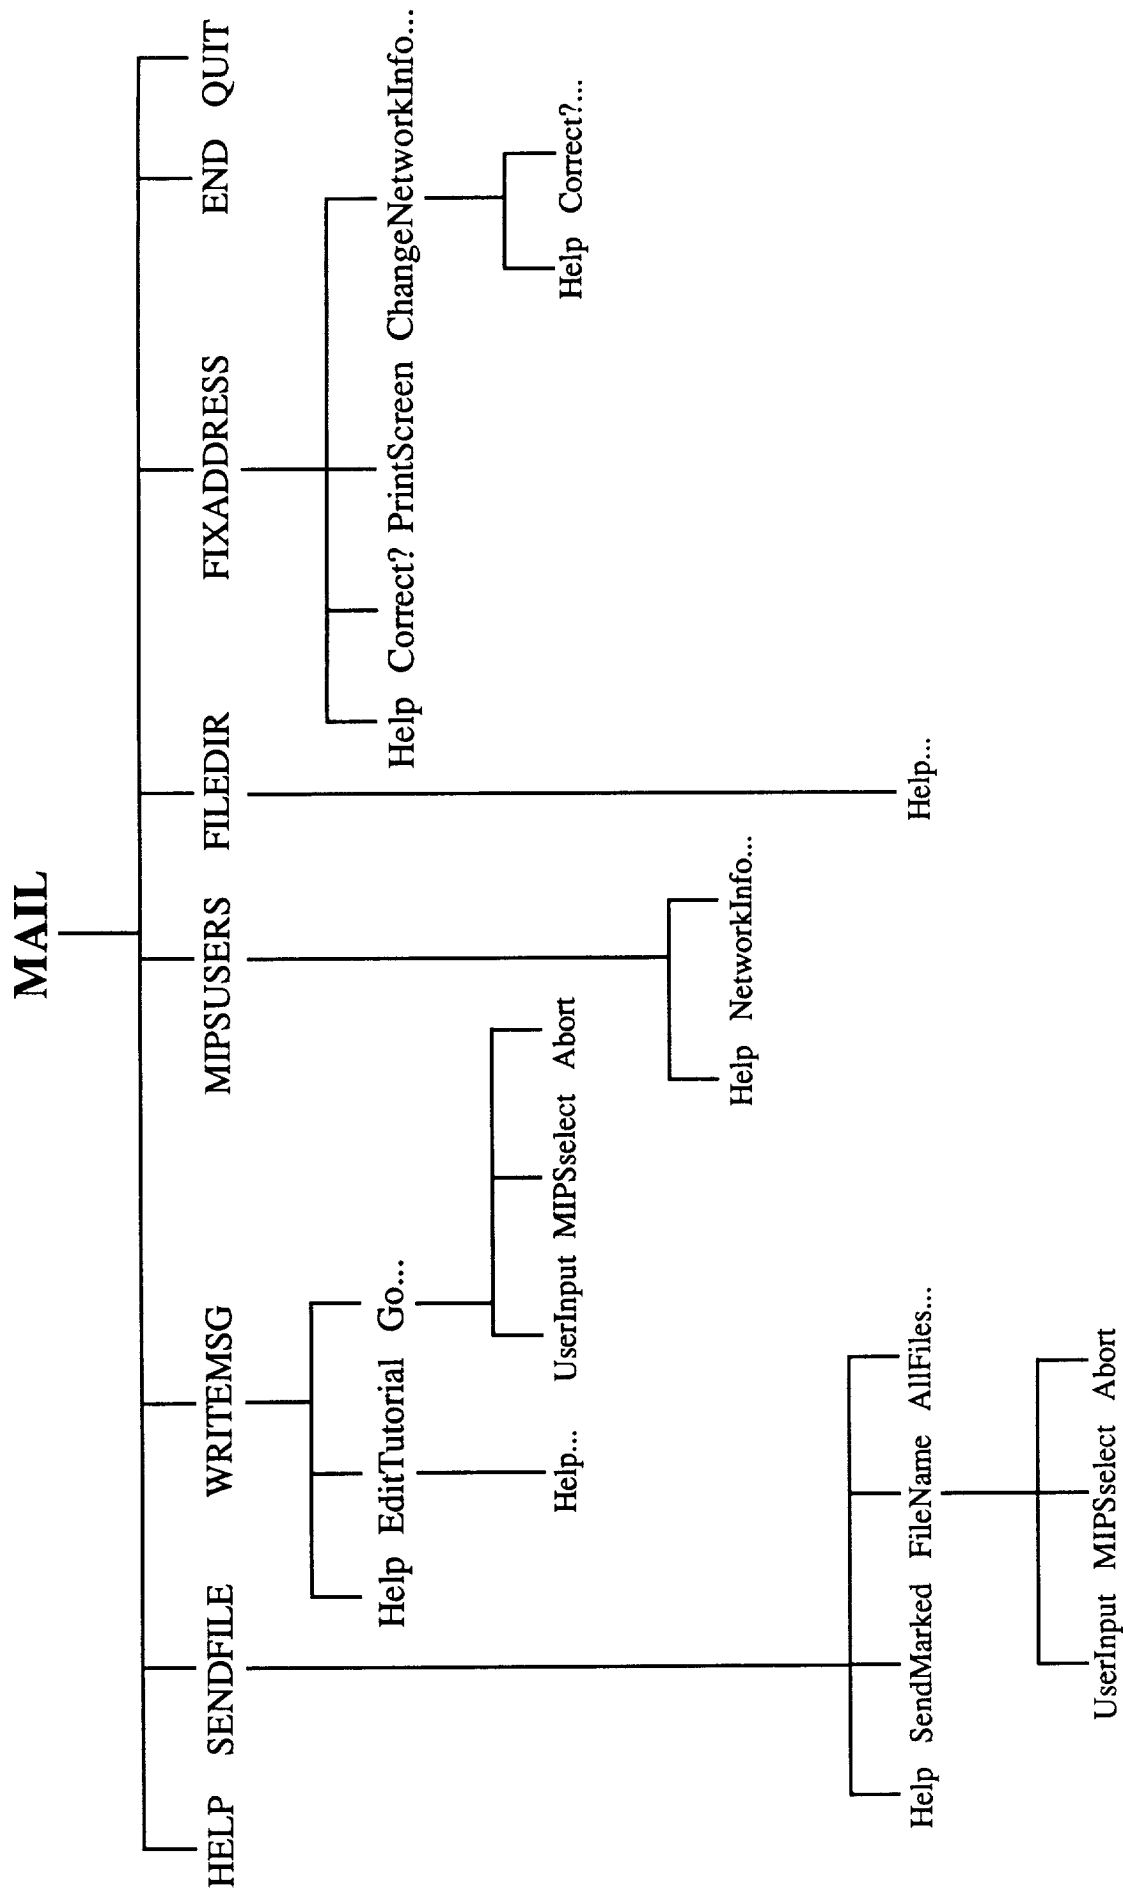 MAIL
HELP SENDFILE WRITEMSG MIPSUSERS FILEDIR FIXADDRESS END QUIT
Help EditTutorial Go...
Help Correct? PrintScreen ChangeNetworkInfo...
Help...
UserInput MIPSselect Abort
Help Correct?...
Help NetworkInfo...
Help SendMarked FileName AllFiles...
Help...
UserInput MIPSselect Abort